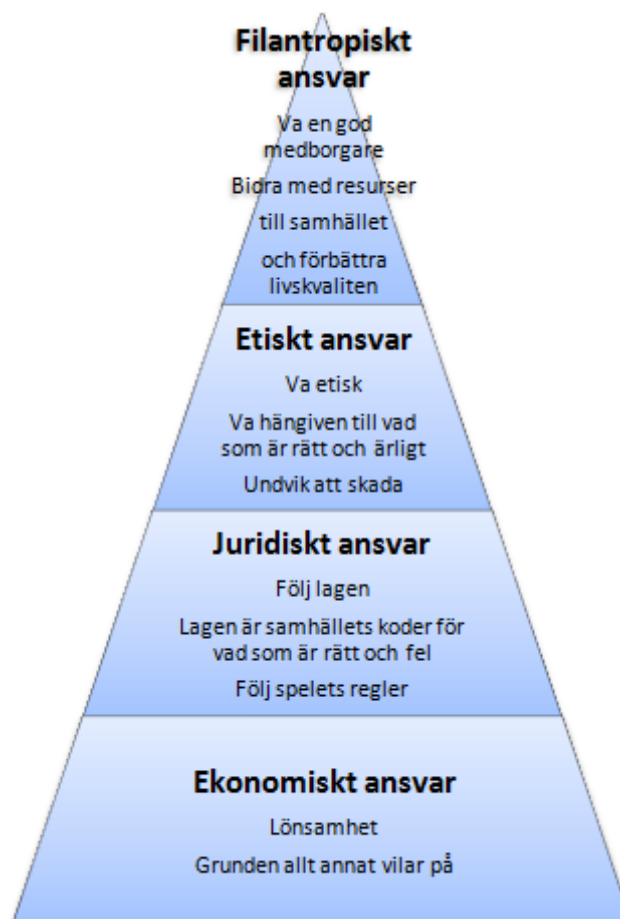 Filantropiskt
ansvar
Va en god
medborgare
Bidra med resurser
till samhället
och förbättra
livskvaliten
Etiskt ansvar
Va etisk
Va hängiven till vad
som är rätt och ärligt
Undvik att skada
Juridiskt ansvar
Följ lagen
Lagen är samhällets koder för
vad som är rätt och fel
Följ spelets regler
Ekonomiskt ansvar
Lönsamhet
Grunden allt annat vilar på